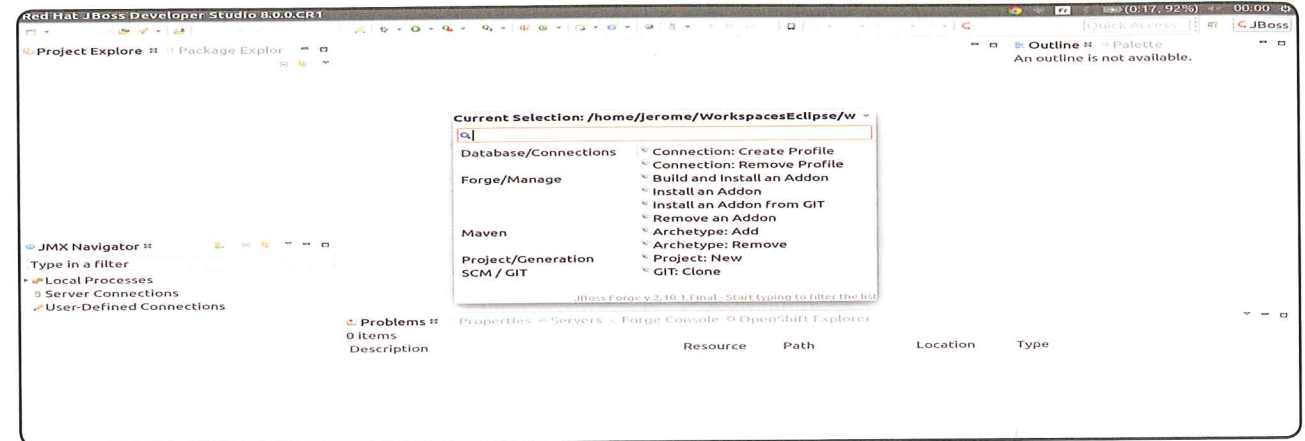 Red Hat JBoss Developer Studio 8.0.0.CR1
Fr (0:17, 92%) 00:00
Quick Access JBoss
Project Explore Package Explor
Outline Palette
An outline is not available.
Current Selection: /home/jerome/WorkspacesEclipse/w
Database/Connections Connection: Create Profile
Connection: Remove Profile
Forge/Manage Build and Install an Addon
Install an Addon
Install an Addon from GIT
Remove an Addon
Maven Archetype: Add
Archetype: Remove
Project/Generation Project: New
SCM / GIT GIT: Clone
JBoss Forge v.2.10.1.Final - Start typing to filter the list
JMX Navigator
Type in a filter
Local Processes
Server Connections
User-Defined Connections
Problems Properties Servers Forge Console OpenShift Explorer
0 items
Description Resource Path Location Type